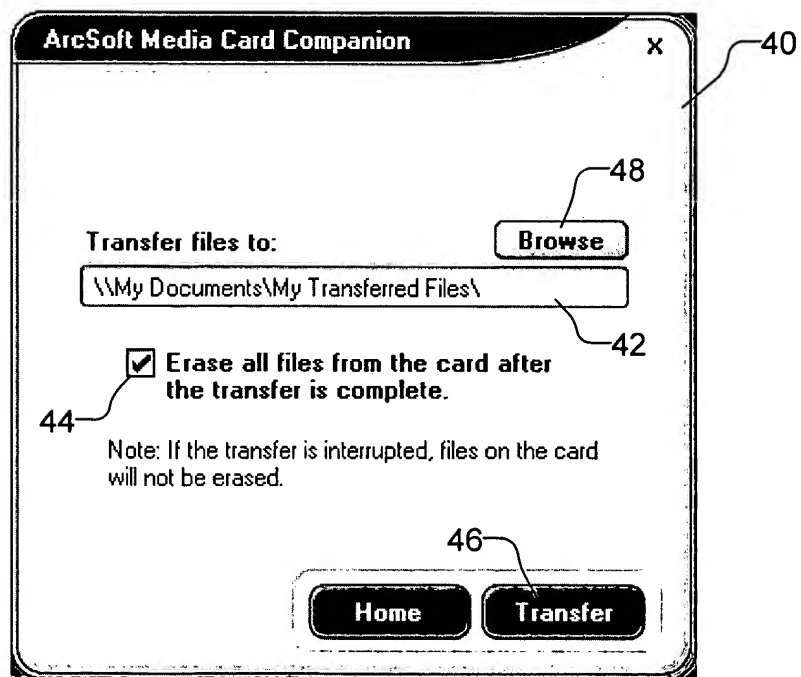 ArcSoft Media Card Companion
x
40
48
Transfer files to:
Browse
\\My Documents\My Transferred Files\
42
Erase all files from the card after
the transfer is complete.
44
Note: If the transfer is interrupted, files on the card
will not be erased.
46
Home
Transfer